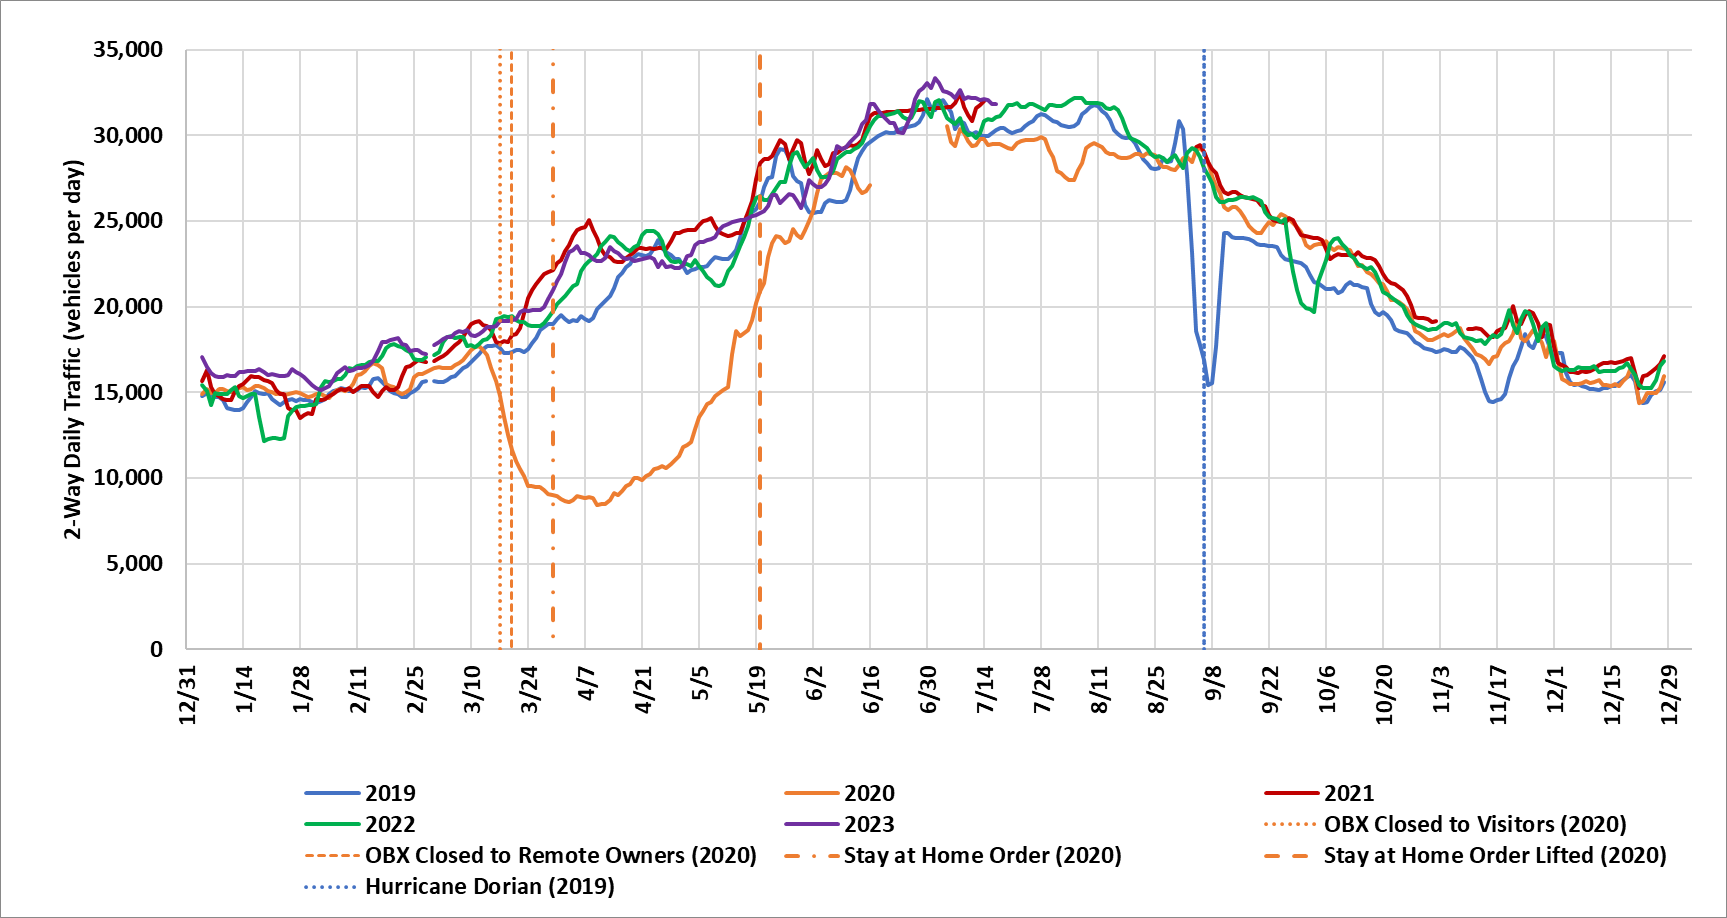 35,000
30,000
25,000
20,000
15,000
10,000
5,000
0
2-Way Daily Traffic (vehicles per day)
12/31 1/14 1/28 2/11 2/25 3/10 3/24 4/7 4/21 5/5 5/19 6/2 6/16 6/30 7/14 7/28 8/11 8/25 9/8 9/22 10/6 10/20 11/3 11/17 12/1 12/15 12/29
2019 2020 2021
2022 2023 OBX Closed to Visitors (2020)
OBX Closed to Remote Owners (2020) Stay at Home Order (2020) Stay at Home Order Lifted (2020)
Hurricane Dorian (2019)